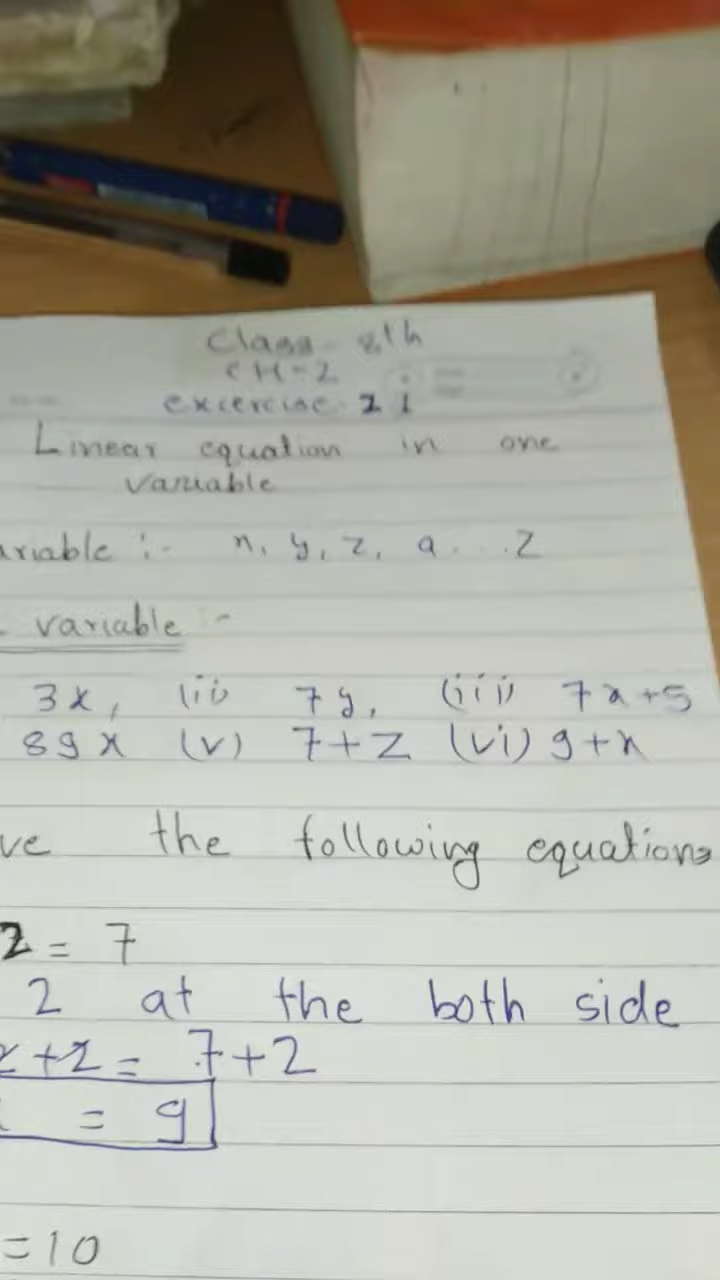 Class - 8th
CH-2
excercise 2 1
Linear equation in one
variable
ariable :- x, y, z, a...Z
variable :-
3x, (ii) 7y, (iii) 7x+5
89x (v) 7+z (vi) 9+x
ve the following equations
2 = 7
2 at the both side
2+2 = 7+2
= 9
=10